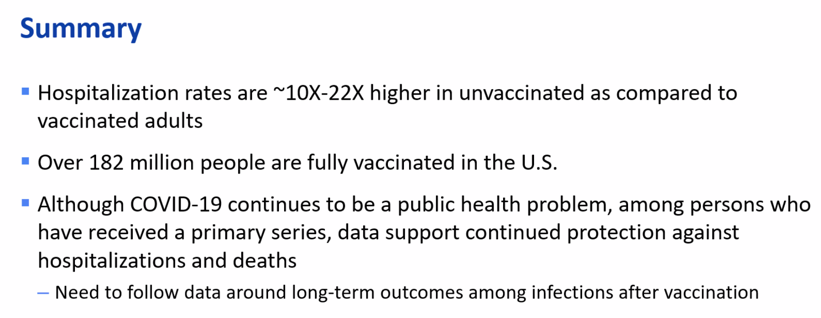 Summary
▪ Hospitalization rates are ~10X-22X higher in unvaccinated as compared to
vaccinated adults
▪ Over 182 million people are fully vaccinated in the U.S.
▪ Although COVID-19 continues to be a public health problem, among persons who
have received a primary series, data support continued protection against
hospitalizations and deaths
– Need to follow data around long-term outcomes among infections after vaccination